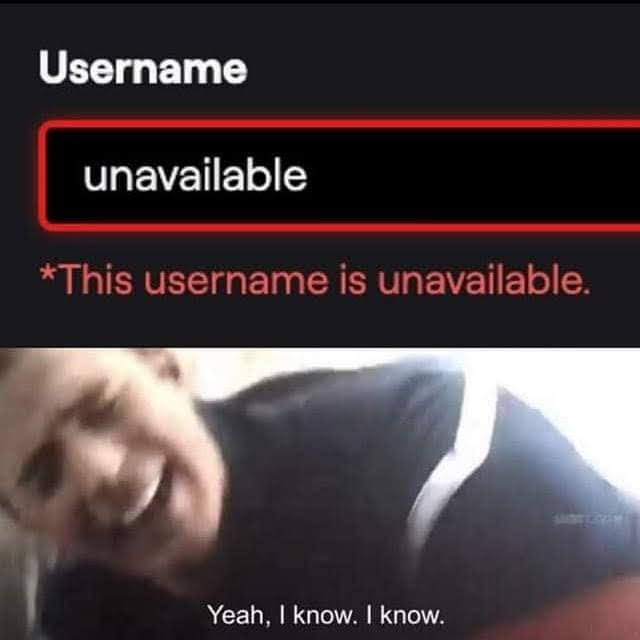 Username
unavailable
*This username is unavailable.
Yeah, I know. I know.